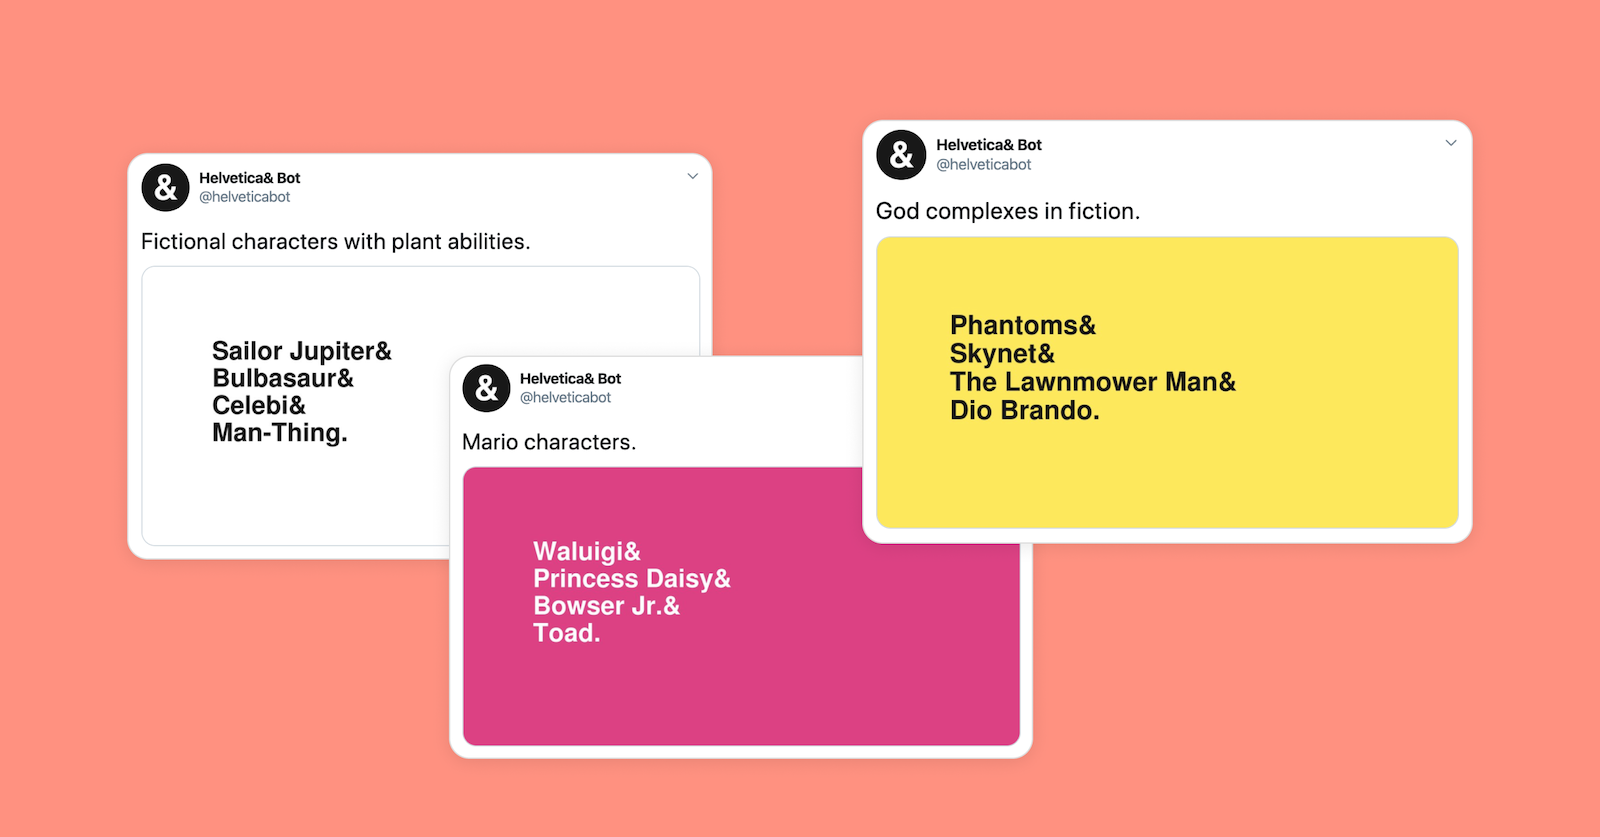 &
Helvetica& Bot
@helveticabot
Fictional characters with plant abilities.
Sailor Jupiter&
Bulbasaur&
Celebi&
Man-Thing.
&
Helvetica& Bot
@helveticabot
Mario characters.
Waluigi&
Princess Daisy&
Bowser Jr.&
Toad.
&
Helvetica& Bot
@helveticabot
God complexes in fiction.
Phantoms&
Skynet&
The Lawnmower Man&
Dio Brando.